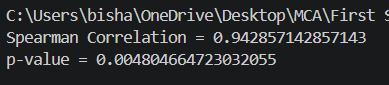 C:\Users\bisha\OneDrive\Desktop\MCA\First S
Spearman Correlation = 0.942857142857143
p-value = 0.004804664723032055